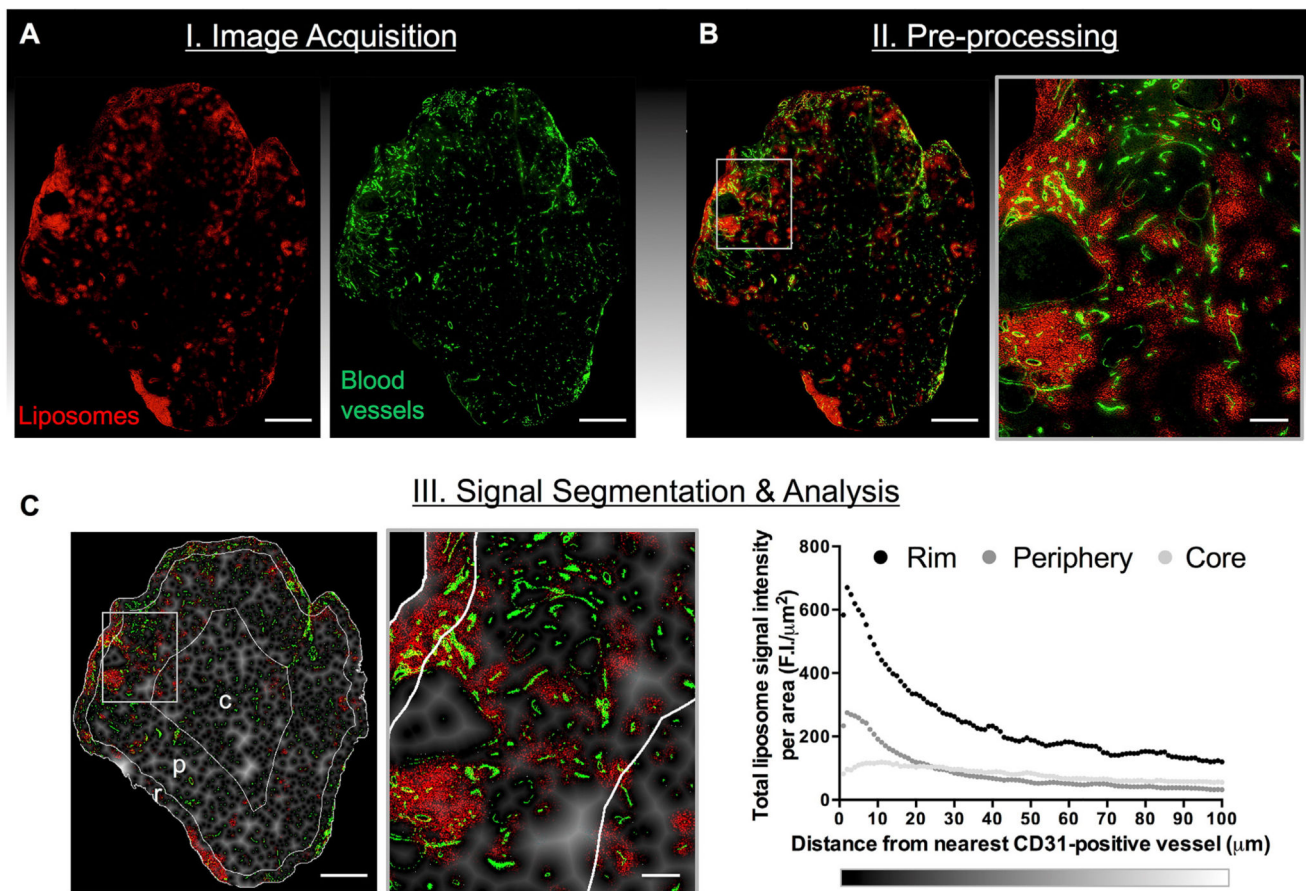 A
I. Image Acquisition
B
II. Pre-processing
Liposomes
Blood
vessels
C
III. Signal Segmentation & Analysis
c
p
r
Rim
Periphery
Core
Total liposome signal intensity
per area (F.I./μm²)
800
600
400
200
0
0 10 20 30 40 50 60 70 80 90 100
Distance from nearest CD31-positive vessel (μm)